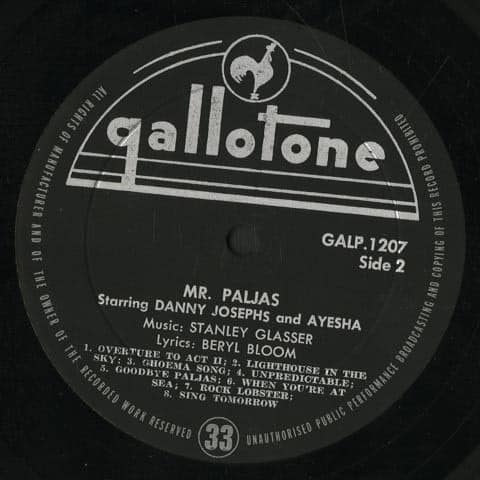 gallotone
GALP.1207
Side 2
MR. PALJAS
Starring DANNY JOSEPHS and AYESHA
Music: STANLEY GLASSER
Lyrics: BERYL BLOOM
1. OVERTURE TO ACT II; 2. LIGHTHOUSE IN THE
SKY; 3. GHOEMA SONG; 4. UNPREDICTABLE;
5. GOODBYE PALJAS; 6. WHEN YOU'RE AT
SEA; 7. ROCK LOBSTER;
8. SING TOMORROW
33
ALL RIGHTS OF MANUFACTURER AND OF THE OWNER OF THE RECORDED WORK RESERVED
UNAUTHORISED PUBLIC PERFORMANCE BROADCASTING AND COPYING OF THIS RECORD PROHIBITED